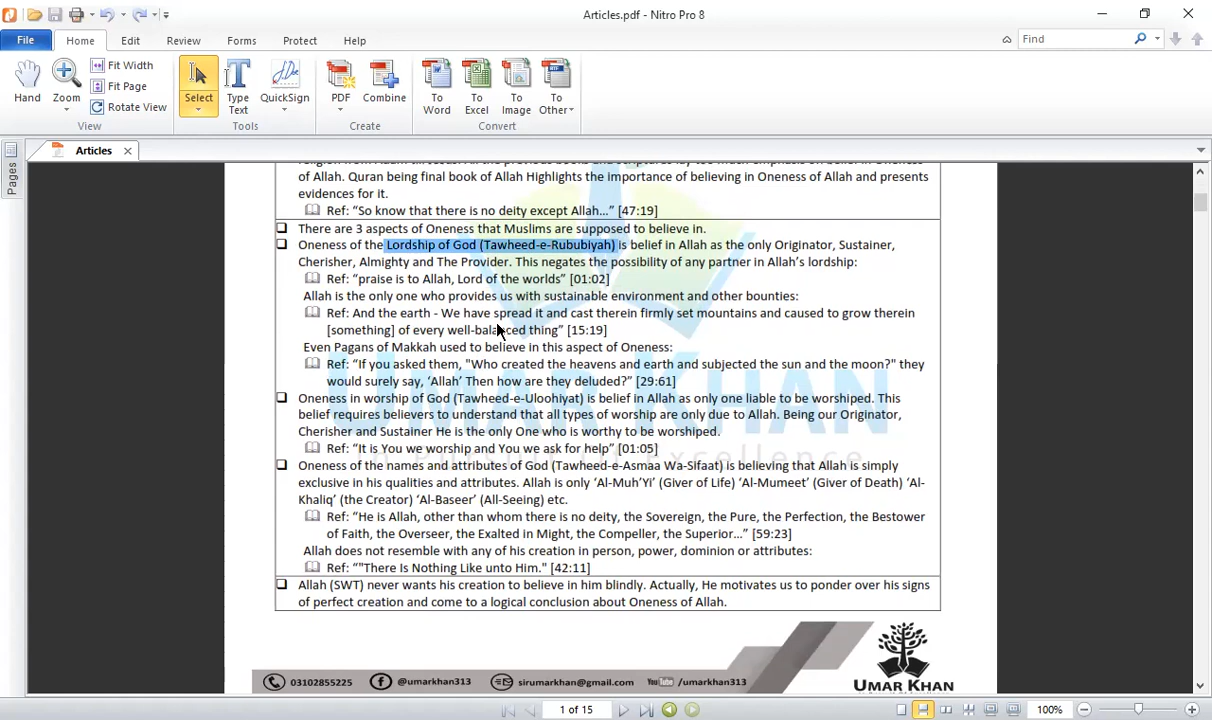 Articles.pdf - Nitro Pro 8
File Home Edit Review Forms Protect Help Find
Hand
Zoom
Fit Width
Fit Page
Rotate View
Select
Type Text
QuickSign
PDF
Combine
To Word
To Excel
To Image
To Other
View Tools Create Convert
Articles
Pages
of Allah. Quran being final book of Allah Highlights the importance of believing in Oneness of Allah and presents
evidences for it.
Ref: “So know that there is no deity except Allah…” [47:19]
There are 3 aspects of Oneness that Muslims are supposed to believe in.
Oneness of the Lordship of God (Tawheed-e-Rububiyah) is belief in Allah as the only Originator, Sustainer,
Cherisher, Almighty and The Provider. This negates the possibility of any partner in Allah’s lordship:
Ref: “praise is to Allah, Lord of the worlds” [01:02]
Allah is the only one who provides us with sustainable environment and other bounties:
Ref: And the earth - We have spread it and cast therein firmly set mountains and caused to grow therein
[something] of every well-balanced thing” [15:19]
Even Pagans of Makkah used to believe in this aspect of Oneness:
Ref: “If you asked them, "Who created the heavens and earth and subjected the sun and the moon?" they
would surely say, ‘Allah’ Then how are they deluded?” [29:61]
Oneness in worship of God (Tawheed-e-Uloohiyat) is belief in Allah as only one liable to be worshiped. This
belief requires believers to understand that all types of worship are only due to Allah. Being our Originator,
Cherisher and Sustainer He is the only One who is worthy to be worshiped.
Ref: “It is You we worship and You we ask for help” [01:05]
Oneness of the names and attributes of God (Tawheed-e-Asmaa Wa-Sifaat) is believing that Allah is simply
exclusive in his qualities and attributes. Allah is only ‘Al-Muh’Yi’ (Giver of Life) ‘Al-Mumeet’ (Giver of Death) ‘Al-
Khaliq’ (the Creator) ‘Al-Baseer’ (All-Seeing) etc.
Ref: “He is Allah, other than whom there is no deity, the Sovereign, the Pure, the Perfection, the Bestower
of Faith, the Overseer, the Exalted in Might, the Compeller, the Superior…” [59:23]
Allah does not resemble with any of his creation in person, power, dominion or attributes:
Ref: “"There Is Nothing Like unto Him." [42:11]
Allah (SWT) never wants his creation to believe in him blindly. Actually, He motivates us to ponder over his signs
of perfect creation and come to a logical conclusion about Oneness of Allah.
UMAR KHAN
In Pursuit of Excellence
03102855225 @umarkhan313 sirumarkhan@gmail.com YouTube /umarkhan313
UMAR KHAN
1 of 15
100%